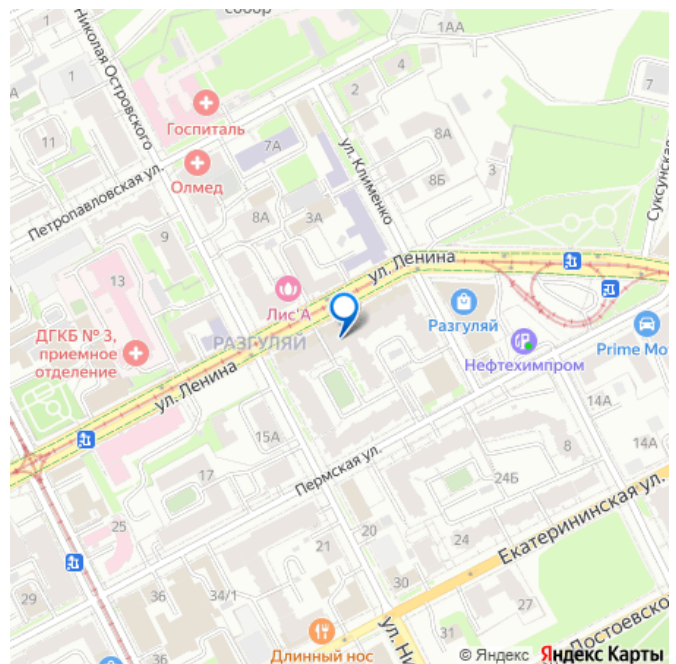 собор
1
1АА
Николая Островского
1
4
2
7
Госпиталь
11
7А
8А
ул. Клименко
Суксунская
Олмед
3
8Б
Петропавловская ул.
8А
3А
9
ул. Ленина
13
Лис'А
Разгуляй
ДГКБ № 3,
приемное
отделение
РАЗГУЛЯЙ
Нефтехимпром
Prime Mo
ул. Ленина
14А
15А
8
14А
17
Пермская ул.
24Б
25
20
24
Екатерининская ул.
21
29
36
34/1
30
27
36
31
Длинный нос
ул. Ни
Достоевско
© Яндекс Яндекс Карты